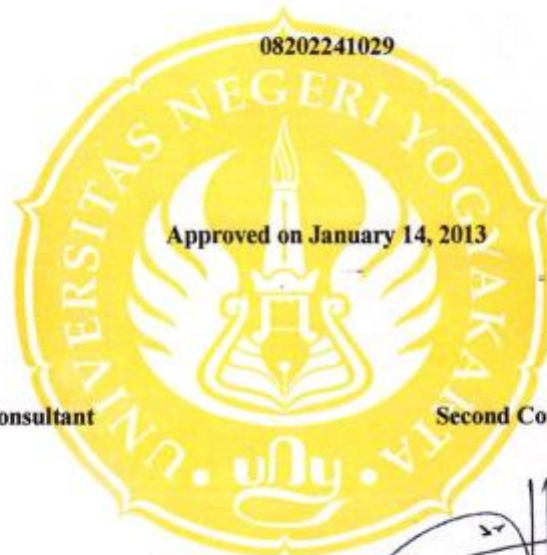 08202241029
UNIVERSITAS NEGERI YOGYAKARTA
Approved on January 14, 2013
onsultant
Second Co
uny